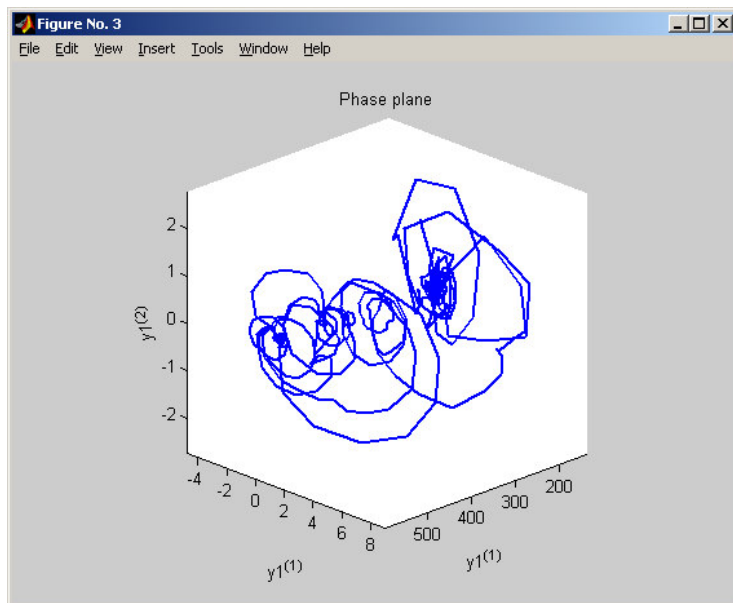 Figure No. 3
File Edit View Insert Tools Window Help
Phase plane
2
1
0
-1
-2
y1(2)
-4
-2
0
2
4
6
8
y1(1)
500
400
300
200
y1(1)